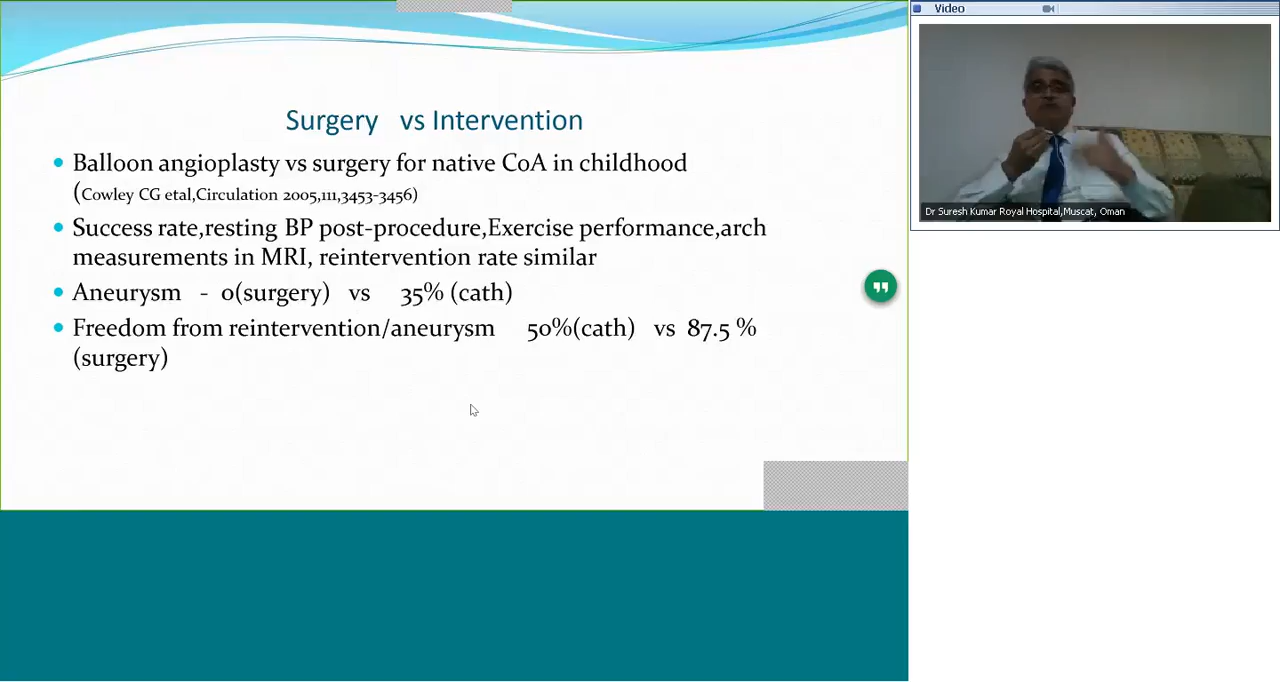 Video
Surgery vs Intervention
Balloon angioplasty vs surgery for native CoA in childhood
(Cowley CG etal,Circulation 2005,111,3453-3456)
Success rate,resting BP post-procedure,Exercise performance,arch
measurements in MRI, reintervention rate similar
Aneurysm - 0(surgery) vs 35% (cath)
Freedom from reintervention/aneurysm 50%(cath) vs 87.5 %
(surgery)
Dr Suresh Kumar Royal Hospital,Muscat, Oman